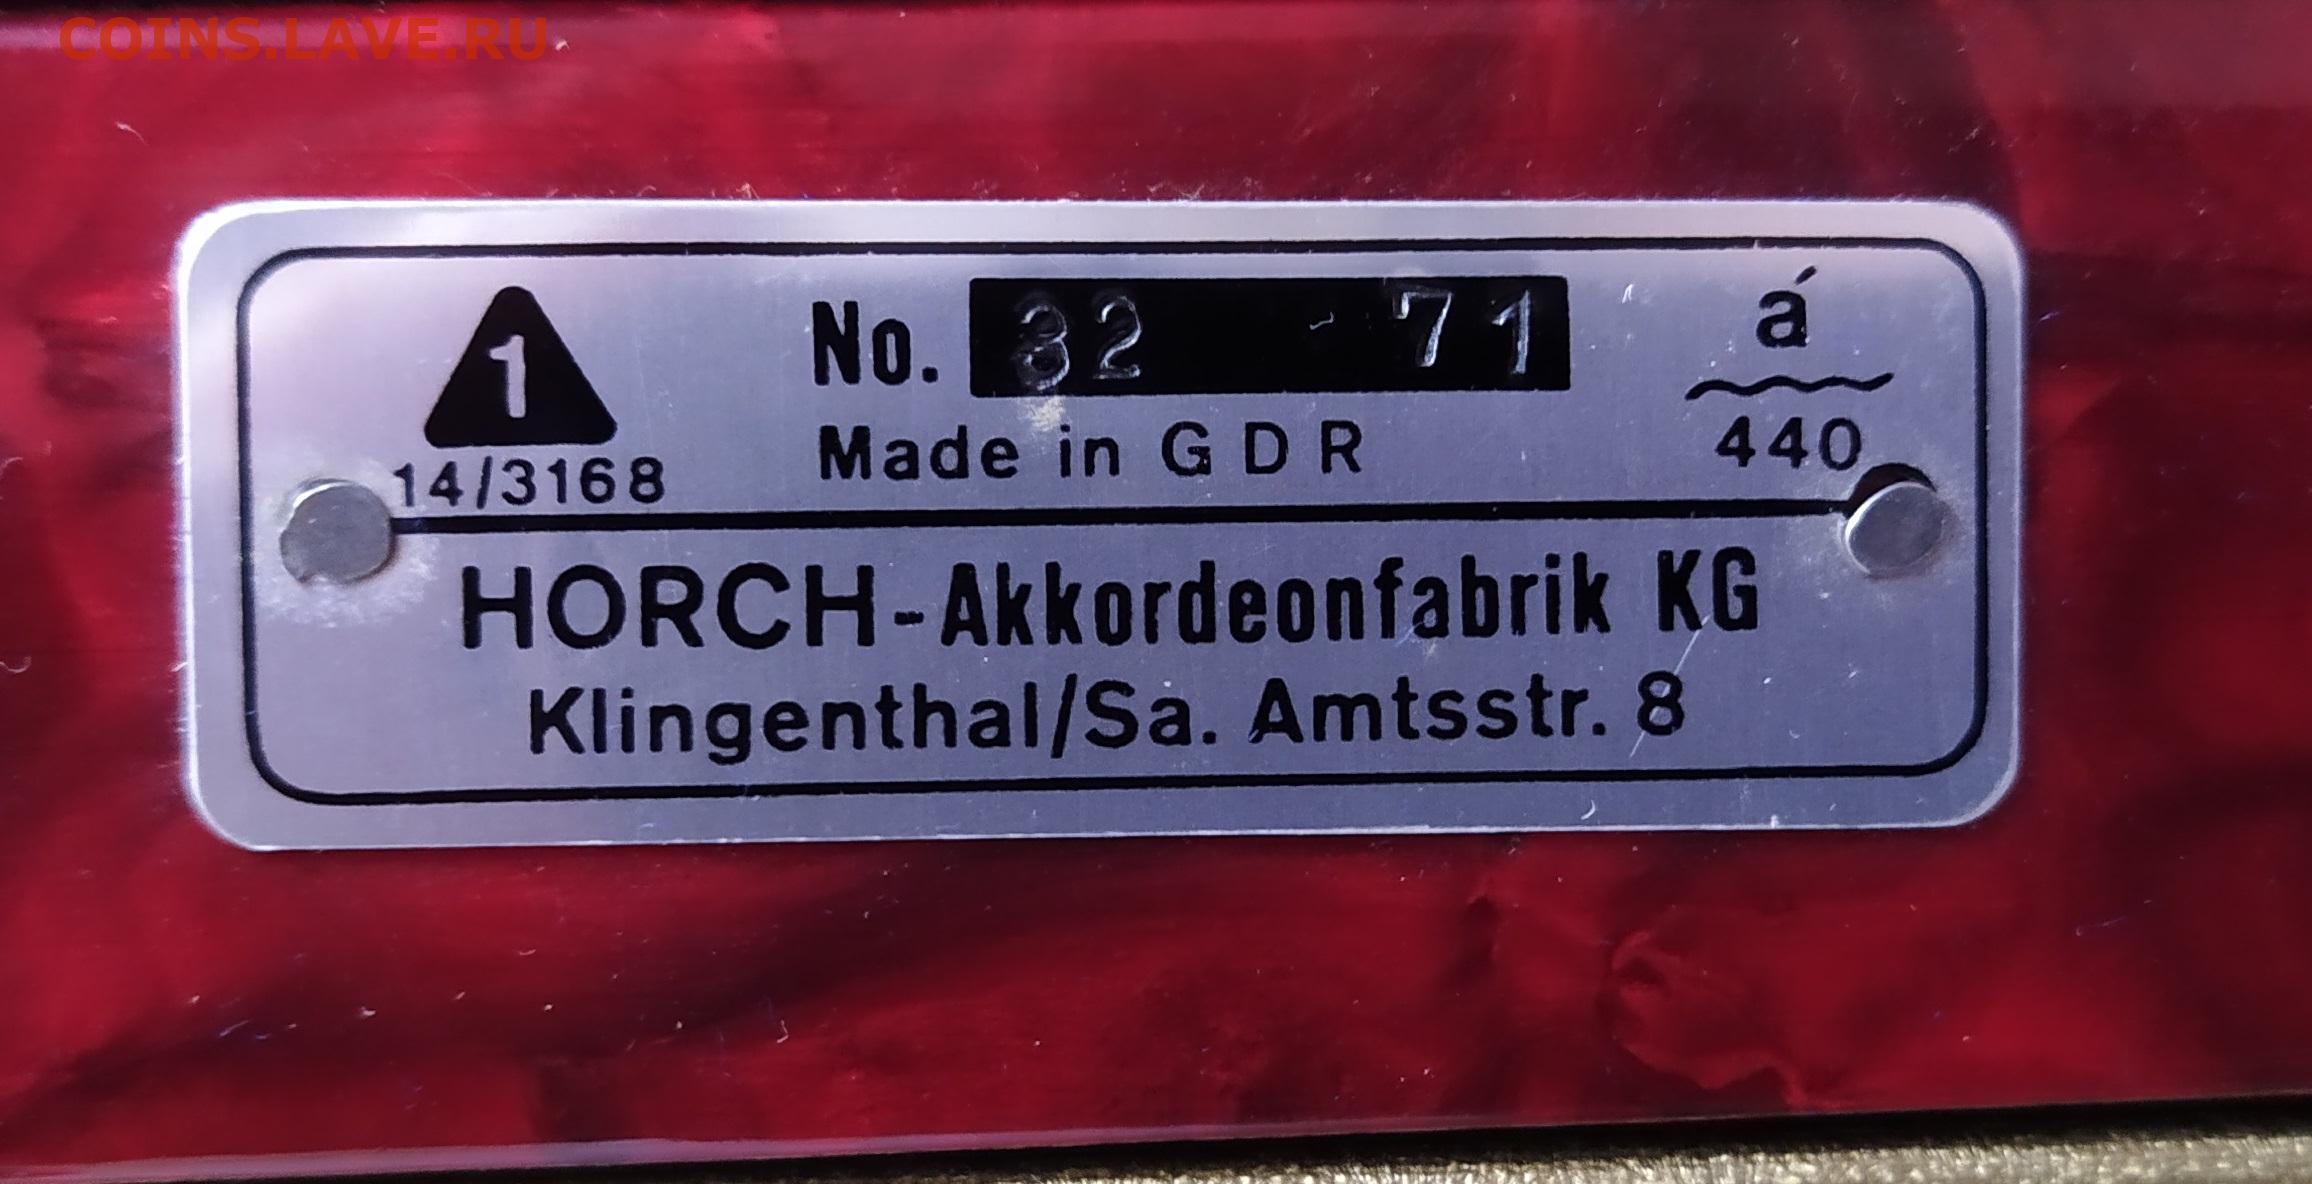 COINS.LAVE.RU
1
14/3168
No. 32 - 71
Made in GDR
á
440
HORCH-Akkordeonfabrik KG
Klingenthal/Sa. Amtsstr. 8